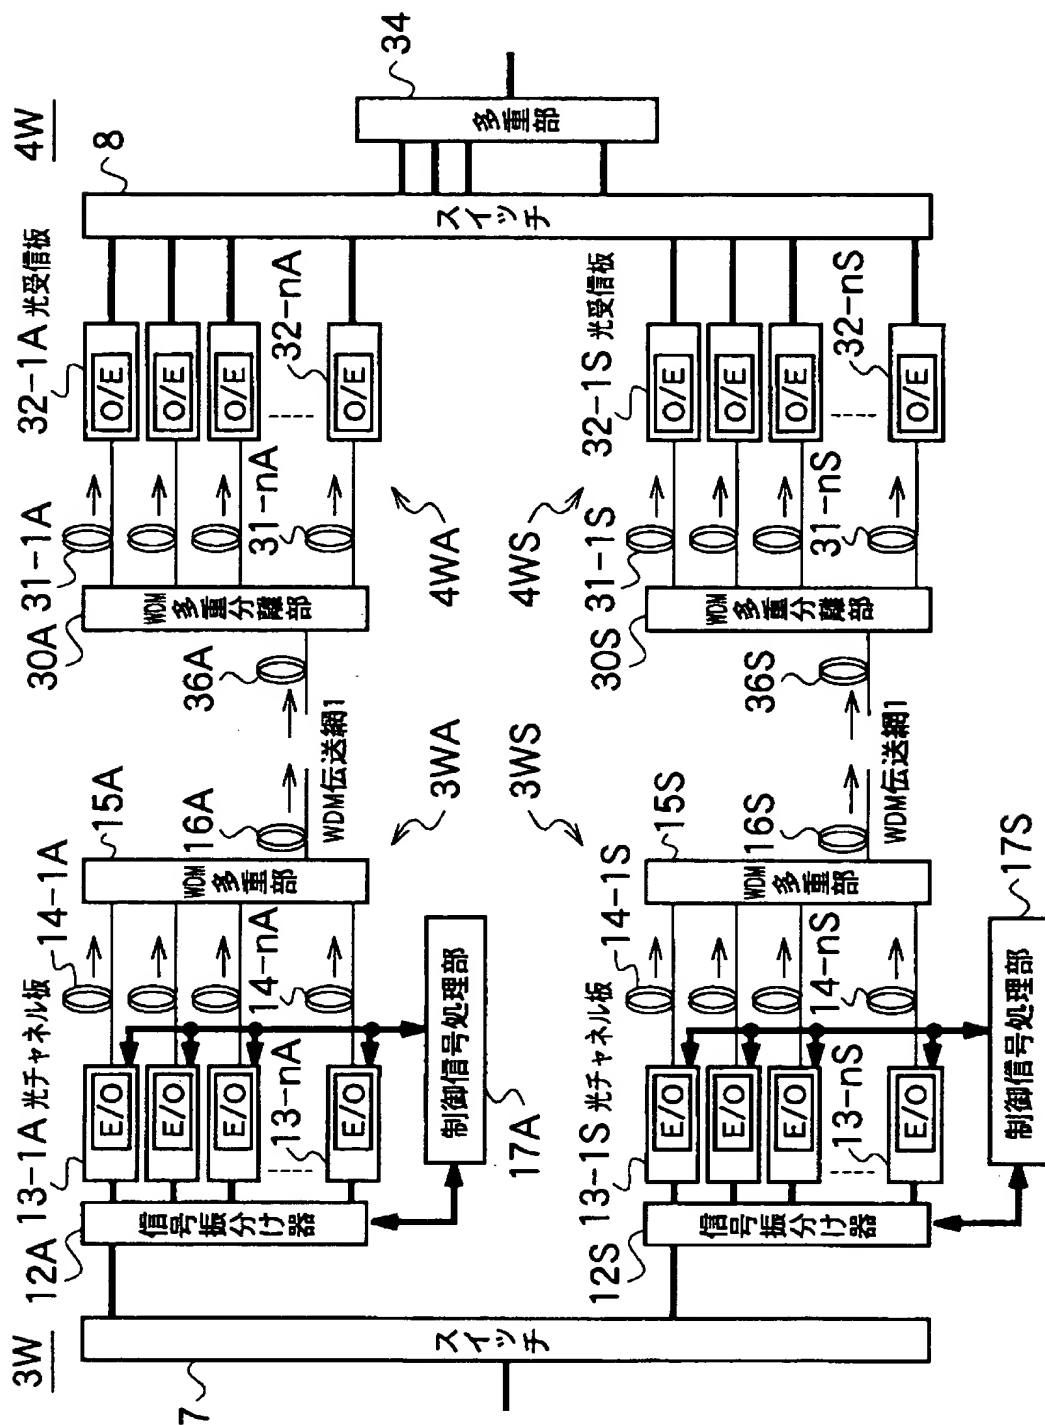 3W
4W
7
スイッチ
12A
信号振分け器
13-1A 光チャネル板
E/O
E/O
E/O
13-nA
E/O
14-1A
14-nA
制御信号処理部
17A
15A
WDM
多重部
16A
WDM伝送網1
36A
3WA
30A
WDM
多重分離部
31-1A
31-nA
4WA
32-1A 光受信板
O/E
O/E
O/E
32-nA
O/E
8
スイッチ
34
多重部
12S
信号振分け器
13-1S 光チャネル板
E/O
E/O
E/O
13-nS
E/O
14-1S
14-nS
制御信号処理部
17S
15S
WDM
多重部
16S
WDM伝送網1
36S
3WS
30S
WDM
多重分離部
31-1S
31-nS
4WS
32-1S 光受信板
O/E
O/E
O/E
32-nS
O/E